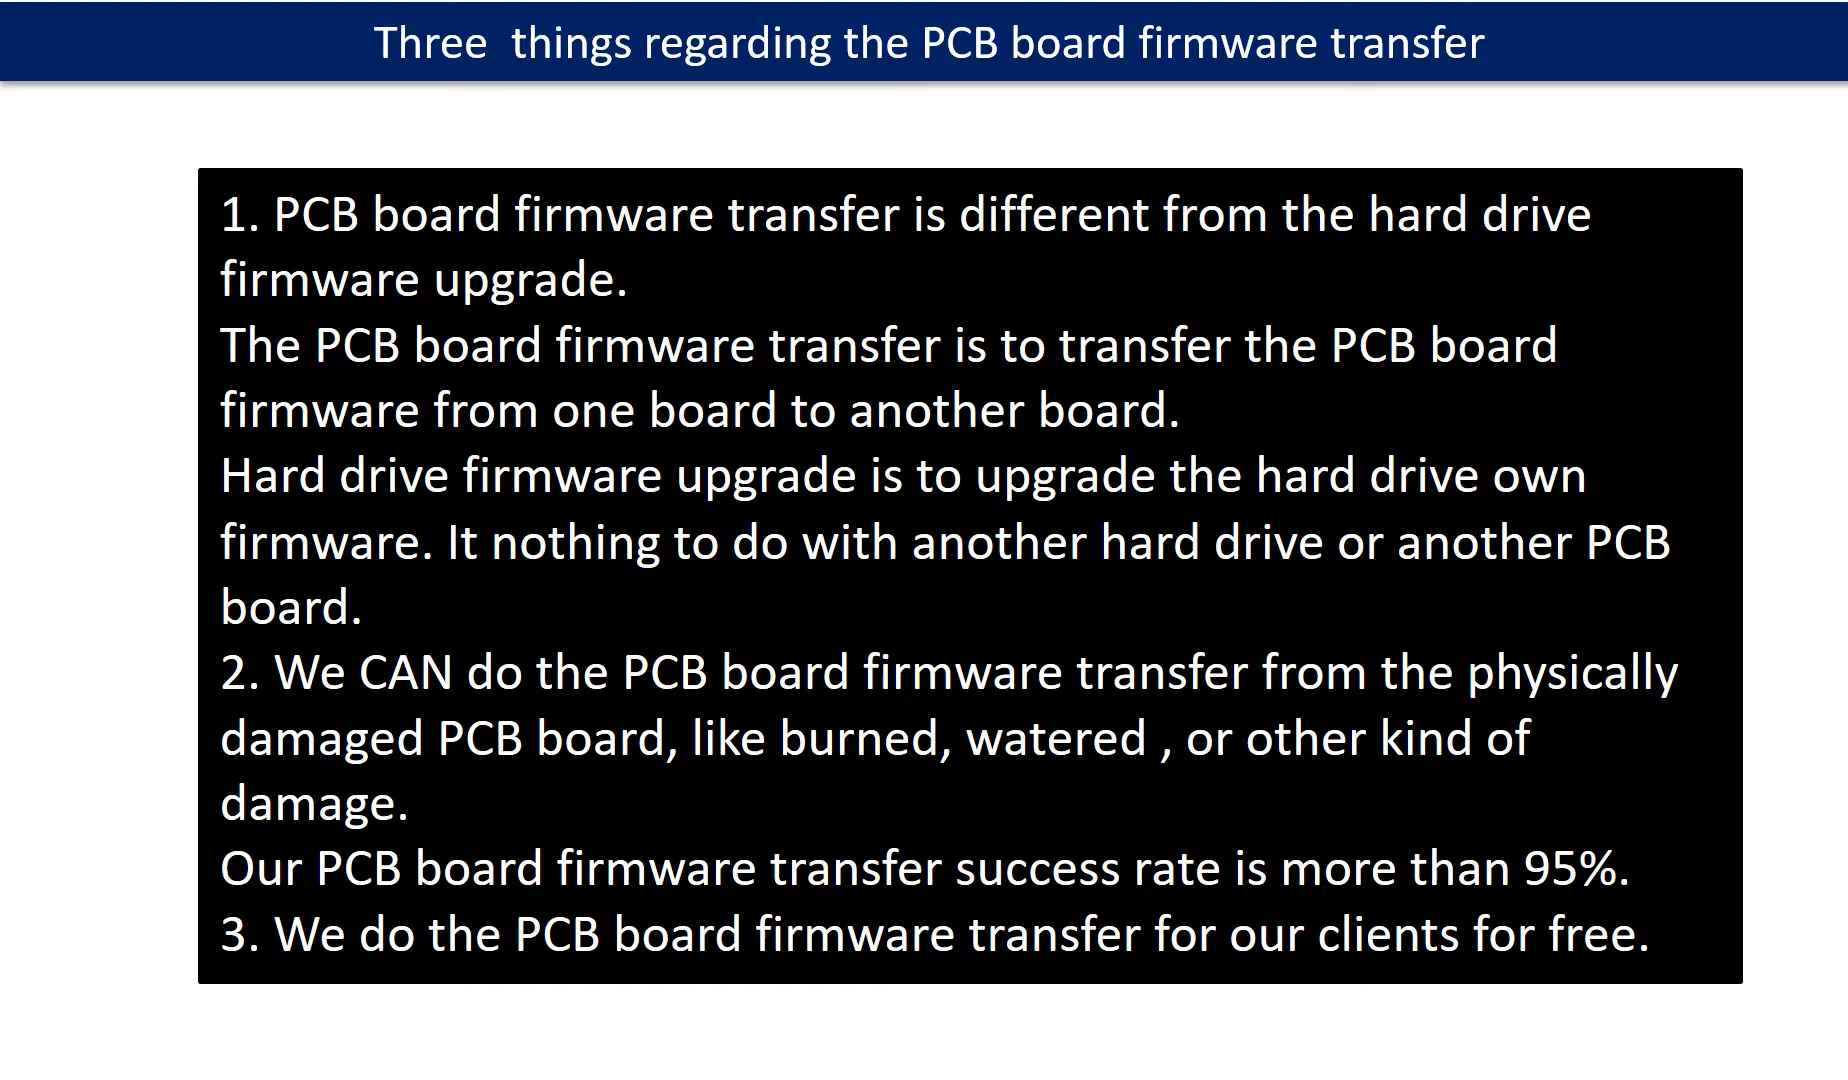 Three  things regarding the PCB board firmware transfer
1. PCB board firmware transfer is different from the hard drive
firmware upgrade.
The PCB board firmware transfer is to transfer the PCB board
firmware from one board to another board.
Hard drive firmware upgrade is to upgrade the hard drive own
firmware. It nothing to do with another hard drive or another PCB
board.
2. We CAN do the PCB board firmware transfer from the physically
damaged PCB board, like burned, watered , or other kind of
damage.
Our PCB board firmware transfer success rate is more than 95%.
3. We do the PCB board firmware transfer for our clients for free.